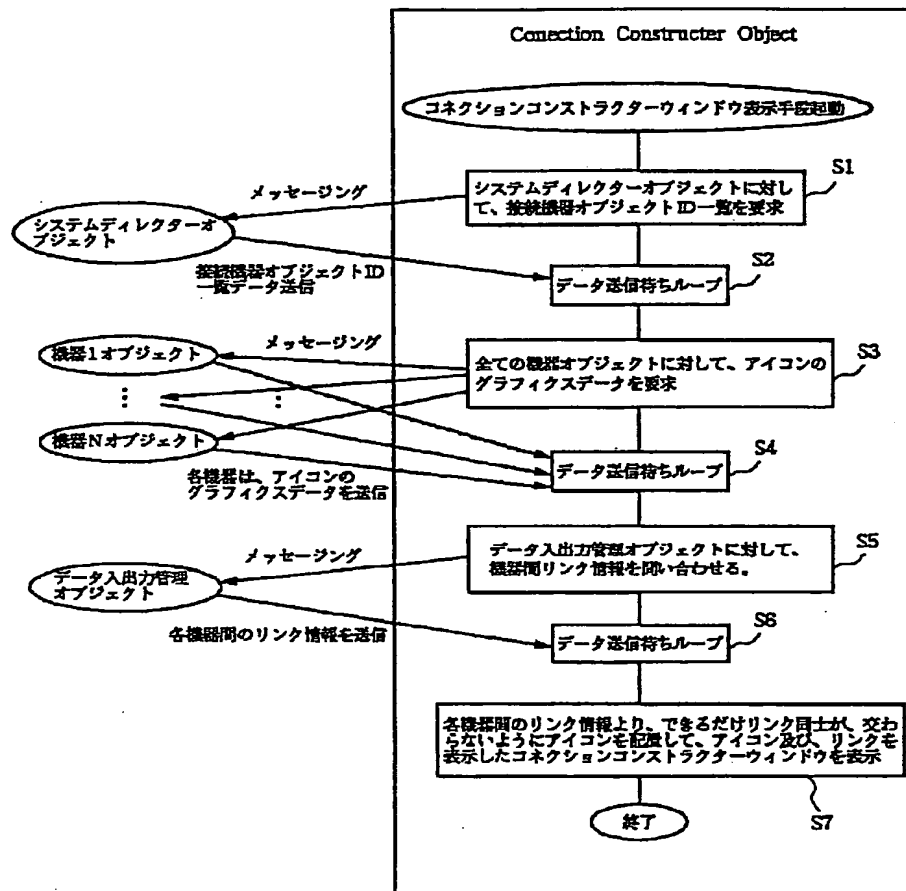 Conection Constructer Object
コネクションコンストラクターウィンドウ表示手段起動
S1
メッセージング
システムディレクターオブジェクトに対し
て、接続機器オブジェクトID一覧を要求
システムディレクターオ
ブジェクト
接続機器オブジェクトID
一覧データ送信
S2
データ送信待ちループ
メッセージング
機器1オブジェクト
S3
全ての機器オブジェクトに対して、アイコンの
グラフィクスデータを要求
機器Nオブジェクト
S4
データ送信待ちループ
各機器は、アイコンの
グラフィクスデータを送信
メッセージング
S5
データ入出力管理オブジェクトに対して、
機器間リンク情報を問い合わせる。
データ入出力管理
オブジェクト
S6
各機器間のリンク情報を送信
データ送信待ちループ
各機器間のリンク情報より、できるだけリンク同士が、交わ
らないようにアイコンを配置して、アイコン及び、リンクを
表示したコネクションコンストラクターウィンドウを表示
S7
終了